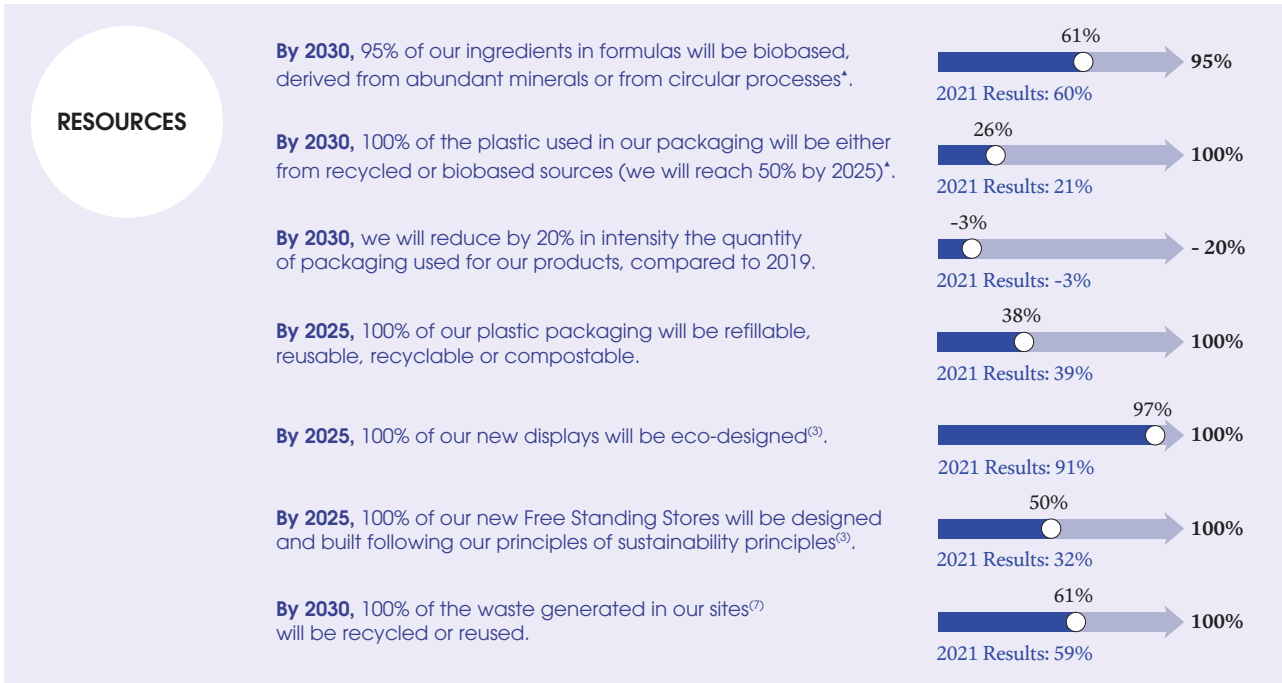 RESOURCES
By 2030, 95% of our ingredients in formulas will be biobased,
derived from abundant minerals or from circular processes▲.
61%
95%
2021 Results: 60%
By 2030, 100% of the plastic used in our packaging will be either
from recycled or biobased sources (we will reach 50% by 2025)▲.
26%
100%
2021 Results: 21%
By 2030, we will reduce by 20% in intensity the quantity
of packaging used for our products, compared to 2019.
-3%
- 20%
2021 Results: -3%
By 2025, 100% of our plastic packaging will be refillable,
reusable, recyclable or compostable.
38%
100%
2021 Results: 39%
By 2025, 100% of our new displays will be eco-designed(3).
97%
100%
2021 Results: 91%
By 2025, 100% of our new Free Standing Stores will be designed
and built following our principles of sustainability principles(3).
50%
100%
2021 Results: 32%
By 2030, 100% of the waste generated in our sites(7)
will be recycled or reused.
61%
100%
2021 Results: 59%